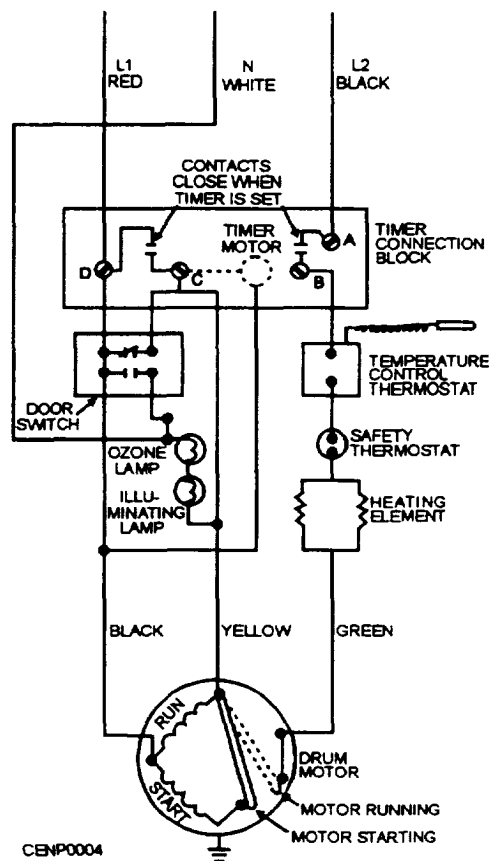 L1
RED
N
WHITE
L2
BLACK
CONTACTS
CLOSE WHEN
TIMER IS SET
TIMER
MOTOR
A
TIMER
CONNECTION
BLOCK
D
C
B
TEMPERATURE
CONTROL
THERMOSTAT
DOOR
SWITCH
OZONE
LAMP
SAFETY
THERMOSTAT
ILLU-
MINATING
LAMP
HEATING
ELEMENT
BLACK
YELLOW
GREEN
RUN
START
DRUM
MOTOR
MOTOR RUNNING
MOTOR STARTING
CENP0004